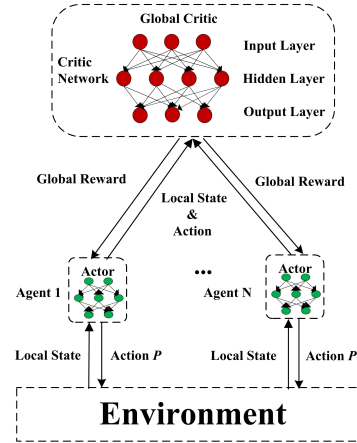 Global Critic
Critic
Network
Input Layer
Hidden Layer
Output Layer
Global Reward
Global Reward
Local State
&
Action
Actor
Actor
...
Agent 1
Agent N
Local State
Action P
Local State
Action P
Environment